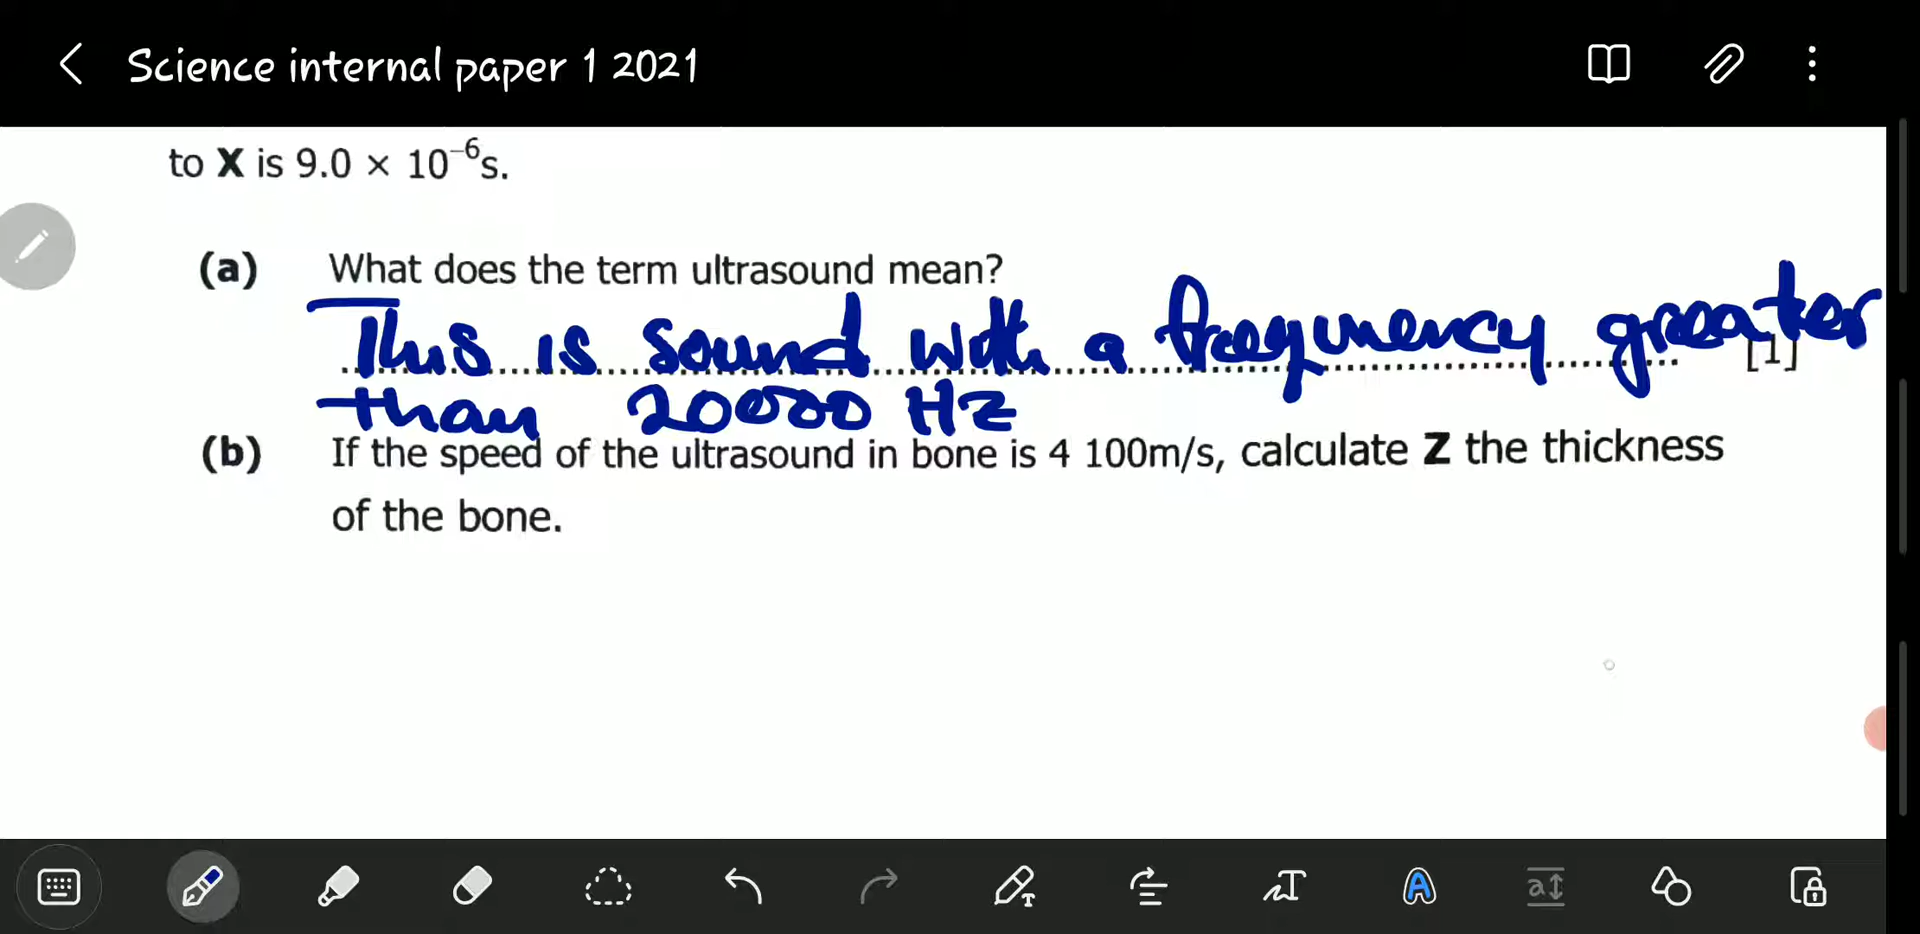 Science internal paper 1 2021
to X is 9.0 × 10⁻⁶s.
(a) What does the term ultrasound mean?
This is sound with a frequency greater
[1]
than 20000 Hz
(b) If the speed of the ultrasound in bone is 4 100m/s, calculate Z the thickness
of the bone.